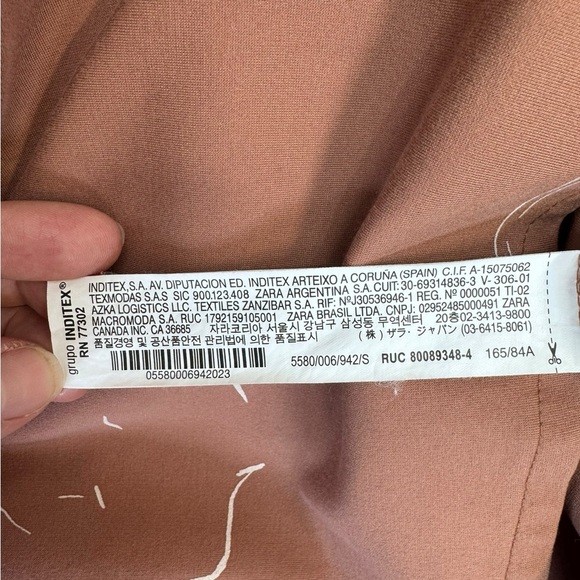 grupo INDITEX®
RN 77302
INDITEX,S.A. AV. DIPUTACION ED. INDITEX ARTEIXO A CORUÑA (SPAIN) C.I.F. A-15075062
TEXMODAS S.A.S SIC 900.123.408 ZARA ARGENTINA S.A.CUIT: 30-69314836-3 V-306.01
AZKA LOGISTICS LLC. TEXTILES ZANZIBAR S.A. RIF: NºJ30536946-1 REG. Nº 0000051 TI-02
MACROMODA S.A. RUC 1792159105001 ZARA BRASIL LTDA. CNPJ: 02952485000491 ZARA
CANADA INC. CA 36685 자라코리아 서울시 강남구 삼성동 무역센터 20층02-3413-9800
품질경영 및 공산품안전 관리법에 의한 품질표시 (株) ザラ・ジャパン (03-6415-8061)
05580006942023
5580/006/942/S RUC 80089348-4 165/84A